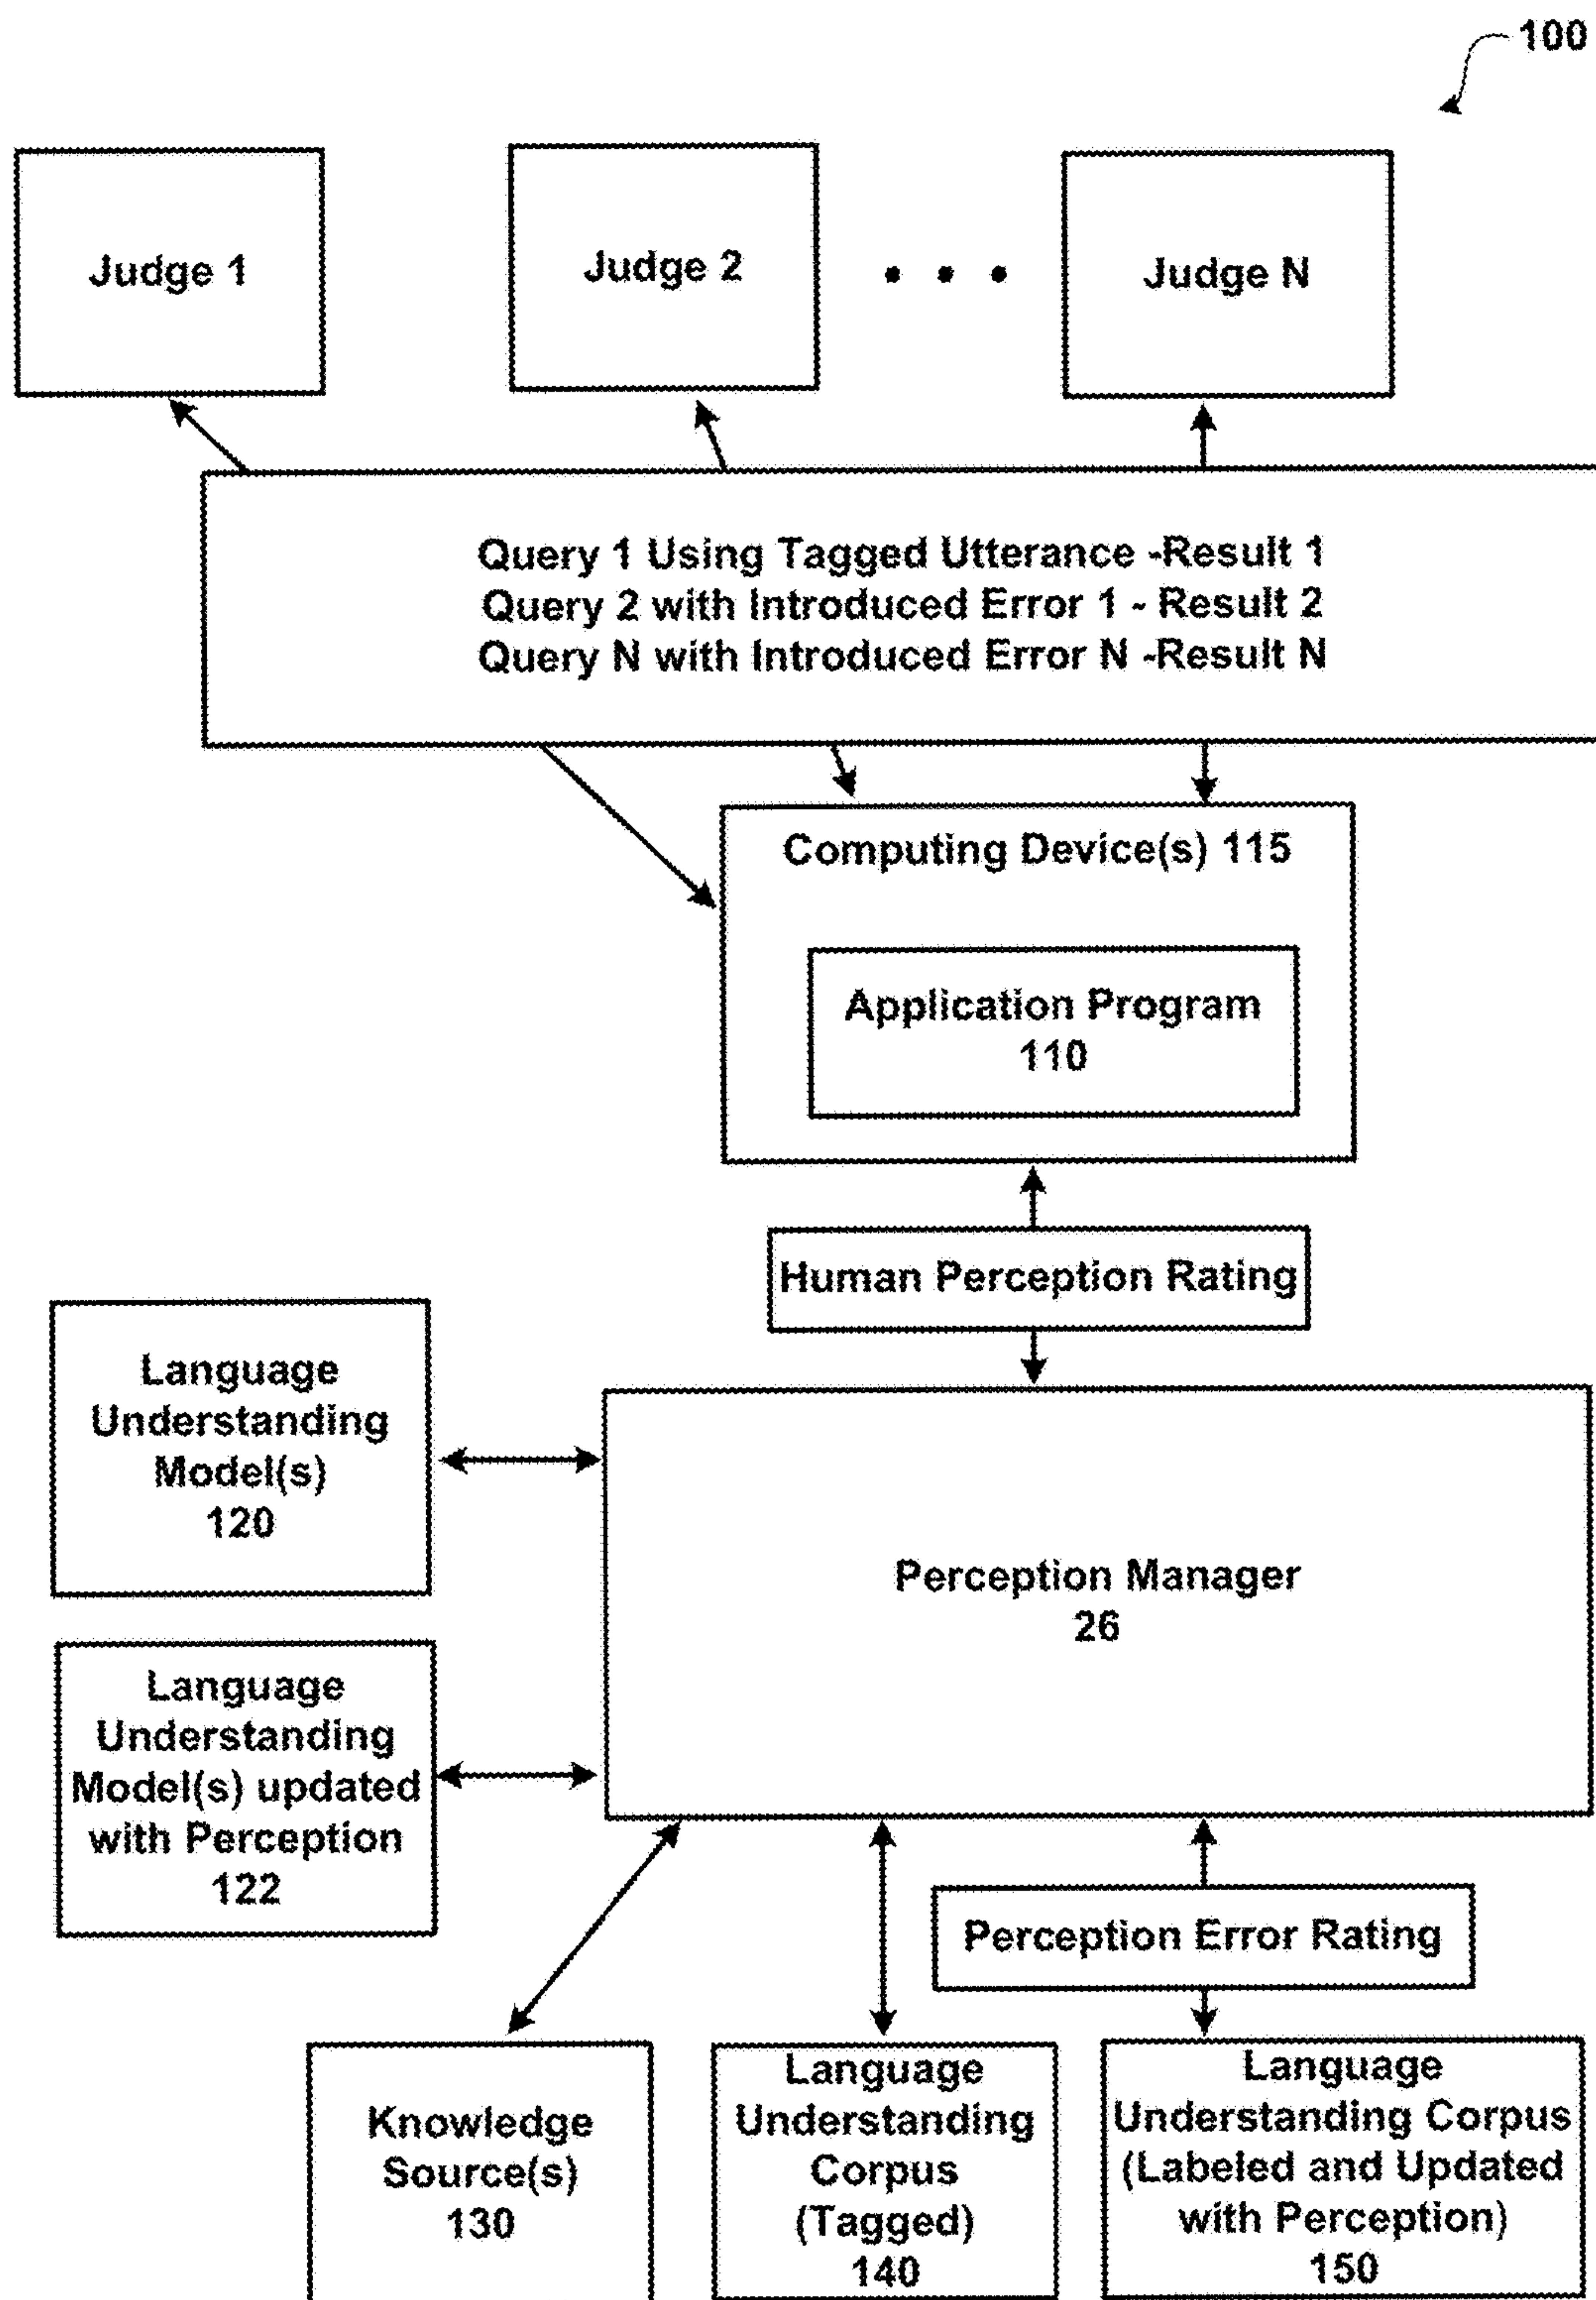 100
Judge 1
Judge 2
• • •
Judge N
Query 1 Using Tagged Utterance -Result 1
Query 2 with Introduced Error 1 - Result 2
Query N with Introduced Error N -Result N
Computing Device(s) 115
Application Program
110
Human Perception Rating
Language
Understanding
Model(s)
120
Perception Manager
26
Language
Understanding
Model(s) updated
with Perception
122
Perception Error Rating
Knowledge
Source(s)
130
Language
Understanding
Corpus
(Tagged)
140
Language
Understanding Corpus
(Labeled and Updated
with Perception)
150